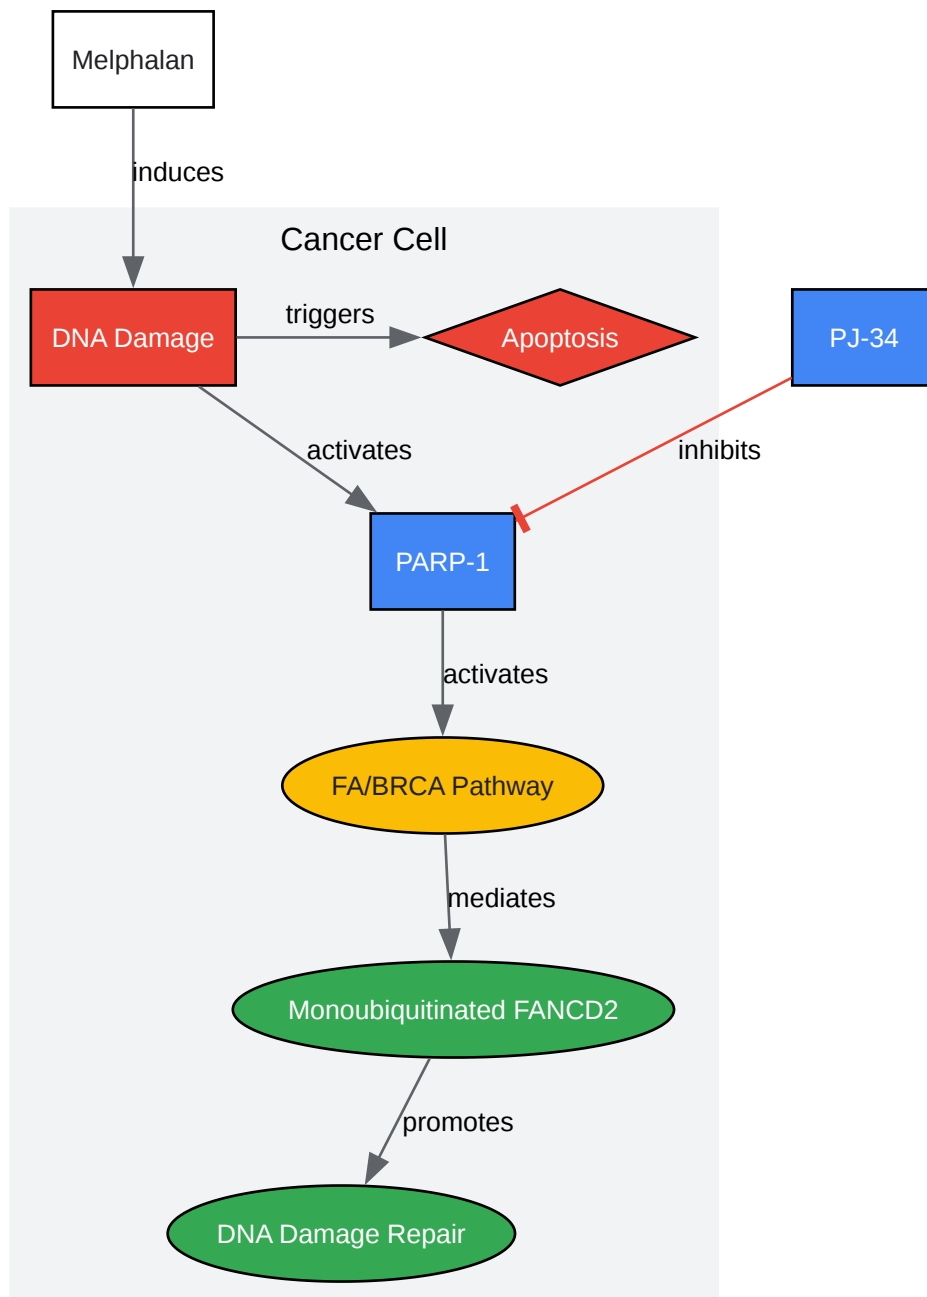 Melphalan
induces
Cancer Cell
DNA Damage
triggers
Apoptosis
PJ-34
activates
inhibits
PARP-1
activates
FA/BRCA Pathway
mediates
Monoubiquitinated FANCD2
promotes
DNA Damage Repair